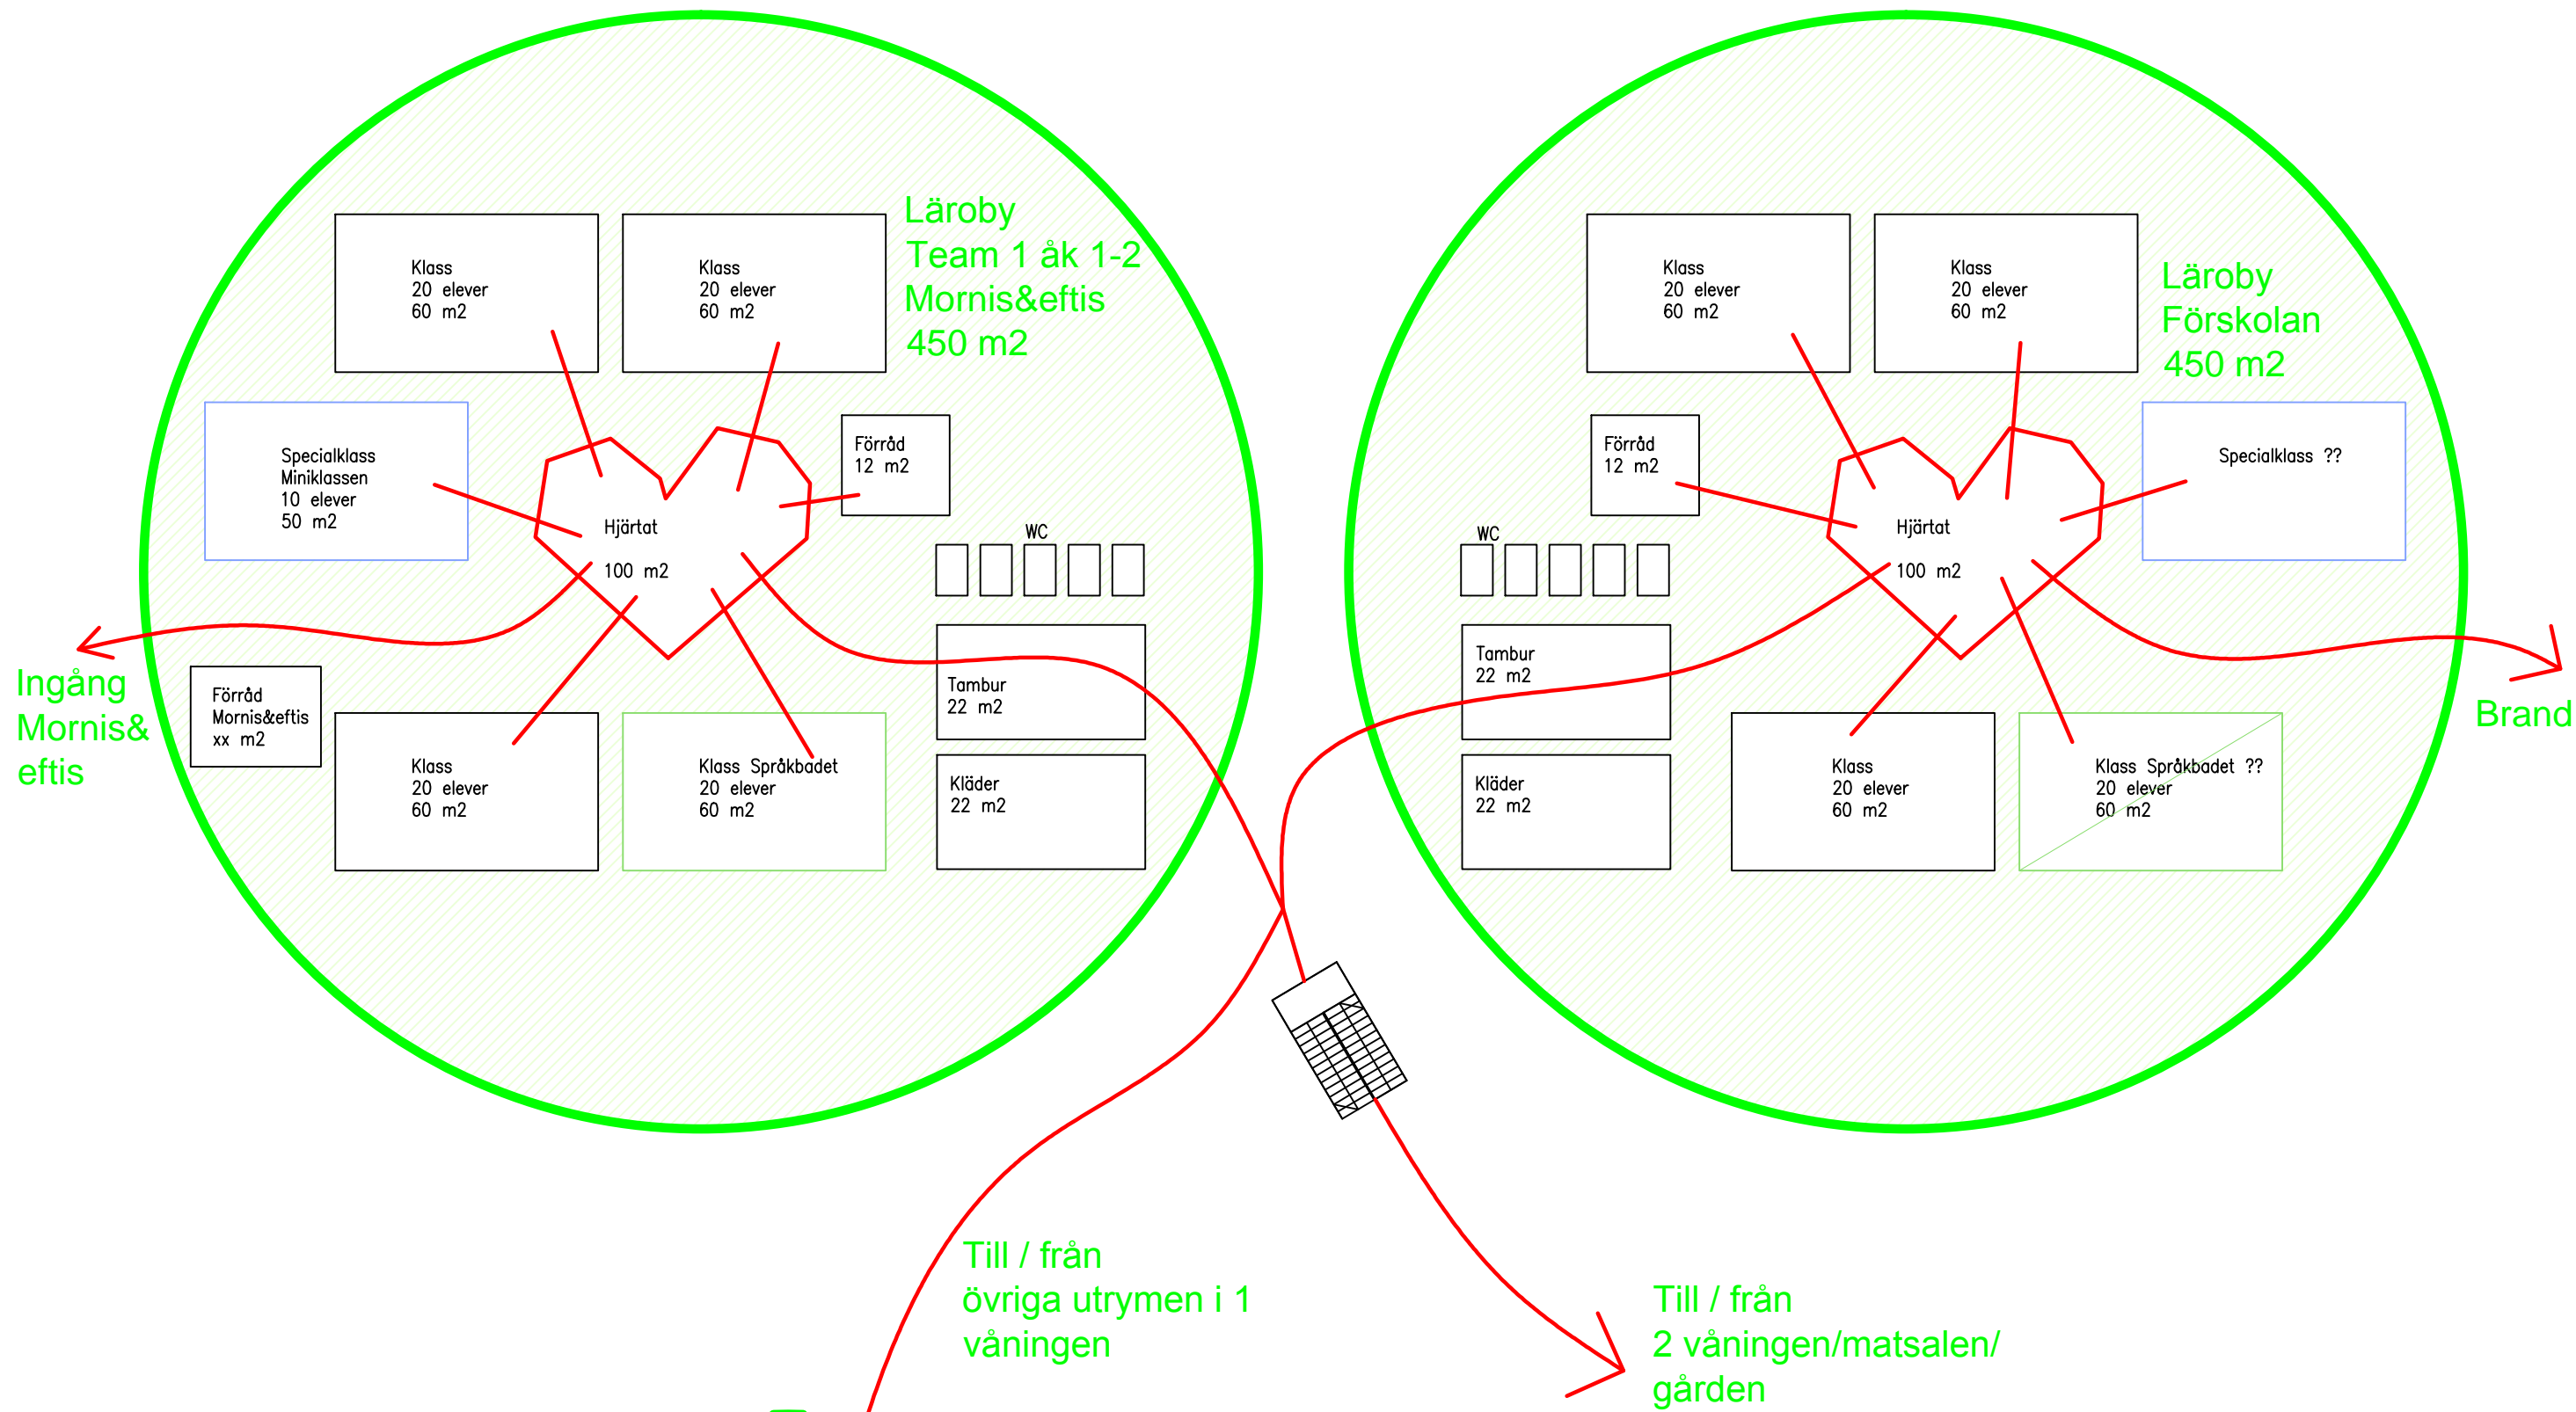 Läroby
Team 1 åk 1-2
Mornis&eftis
450 m2
Klass
20 elever
60 m2
Klass
20 elever
60 m2
Specialklass
Miniklassen
10 elever
50 m2
Hjärtat
100 m2
Förråd
12 m2
WC
Tambur
22 m2
Kläder
22 m2
Förråd
Mornis&eftis
xx m2
Klass
20 elever
60 m2
Klass Språkbadet
20 elever
60 m2
Ingång
Mornis&
eftis
Läroby
Förskolan
450 m2
Klass
20 elever
60 m2
Klass
20 elever
60 m2
Förråd
12 m2
Hjärtat
100 m2
Specialklass ??
WC
Tambur
22 m2
Kläder
22 m2
Klass
20 elever
60 m2
Klass Språkbadet ??
20 elever
60 m2
Brand
Till / från
övriga utrymen i 1
våningen
Till / från
2 våningen/matsalen/
gården